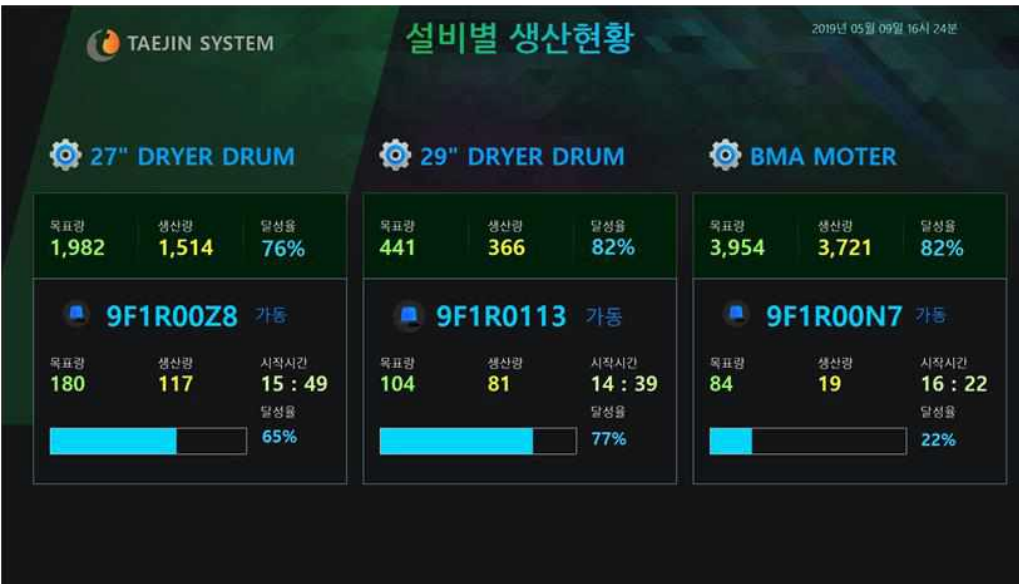 TAEJIN SYSTEM
설비별 생산현황
2019년 05월 09일 16시 24분
27" DRYER DRUM
목표량 생산량 달성율
1,982 1,514 76%
9F1R00Z8 가동
목표량 생산량 시작시간
180 117 15 : 49
달성율
65%
29" DRYER DRUM
목표량 생산량 달성율
441 366 82%
9F1R0113 가동
목표량 생산량 시작시간
104 81 14 : 39
달성율
77%
BMA MOTER
목표량 생산량 달성율
3,954 3,721 82%
9F1R00N7 가동
목표량 생산량 시작시간
84 19 16 : 22
달성율
22%